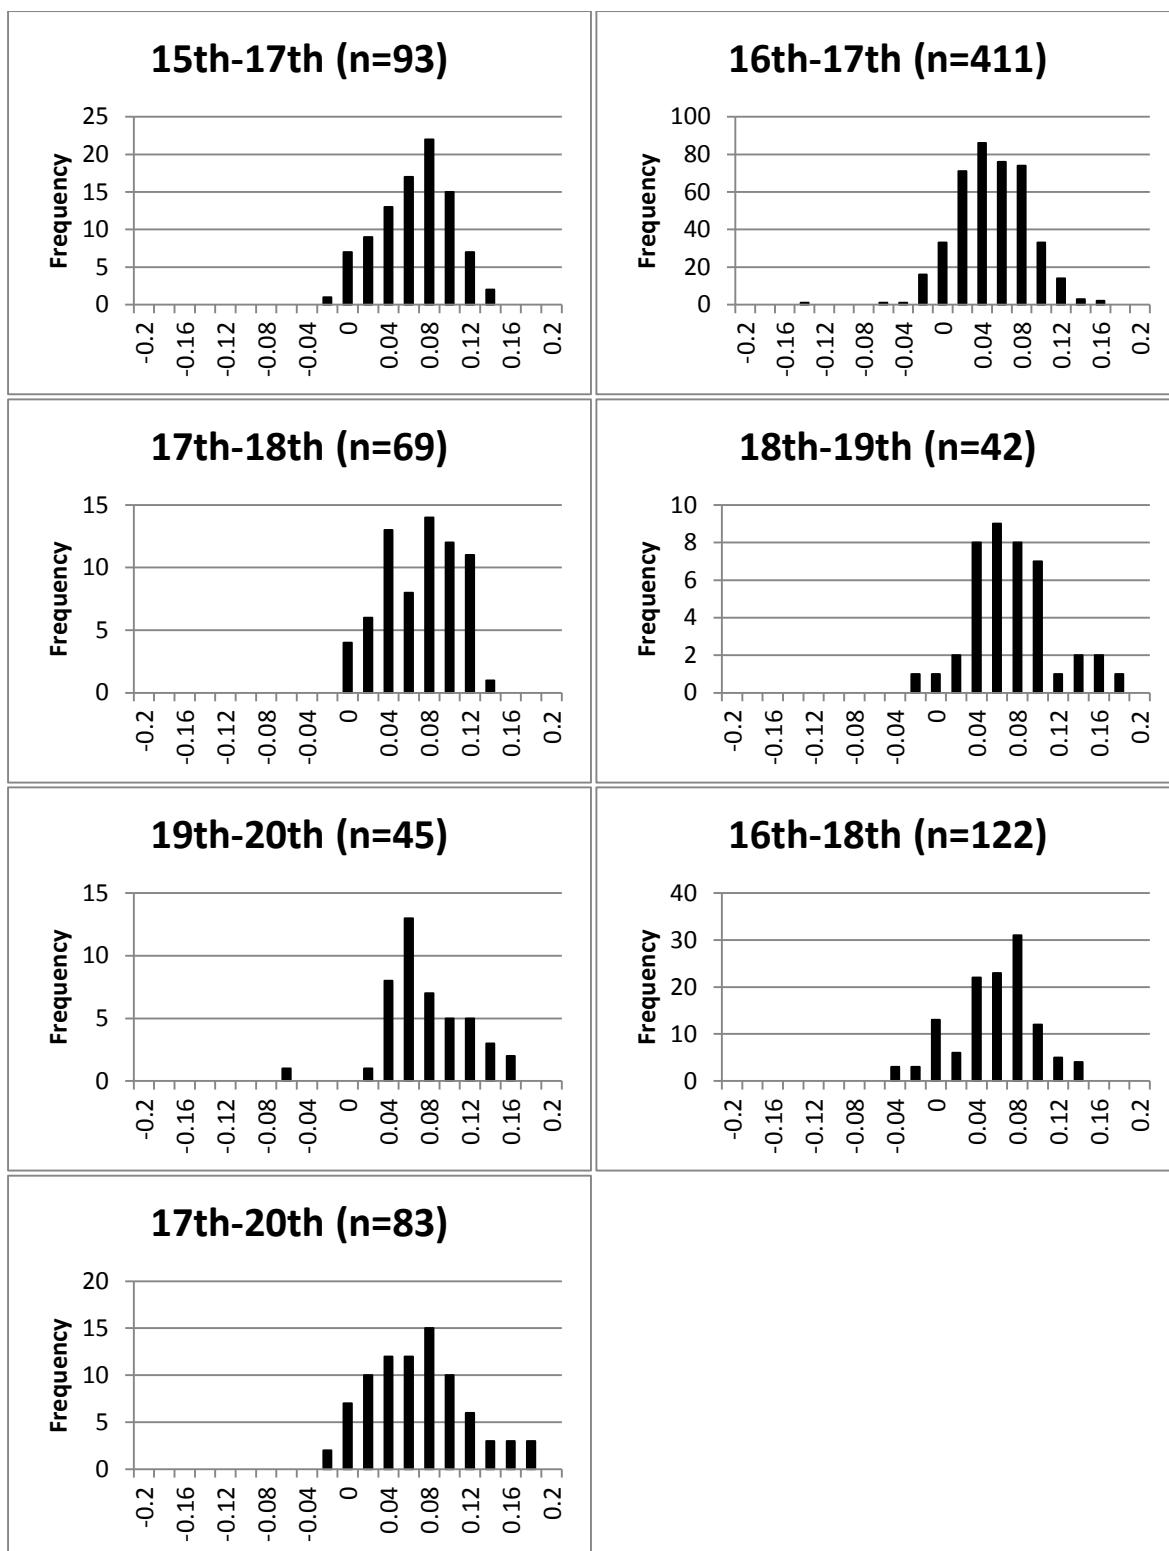 15th-17th (n=93)
Frequency
25
20
15
10
5
0
-0.2 -0.16 -0.12 -0.08 -0.04 0 0.04 0.08 0.12 0.16 0.2
16th-17th (n=411)
Frequency
100
80
60
40
20
0
-0.2 -0.16 -0.12 -0.08 -0.04 0 0.04 0.08 0.12 0.16 0.2
17th-18th (n=69)
Frequency
15
10
5
0
-0.2 -0.16 -0.12 -0.08 -0.04 0 0.04 0.08 0.12 0.16 0.2
18th-19th (n=42)
Frequency
10
8
6
4
2
0
-0.2 -0.16 -0.12 -0.08 -0.04 0 0.04 0.08 0.12 0.16 0.2
19th-20th (n=45)
Frequency
15
10
5
0
-0.2 -0.16 -0.12 -0.08 -0.04 0 0.04 0.08 0.12 0.16 0.2
16th-18th (n=122)
Frequency
40
30
20
10
0
-0.2 -0.16 -0.12 -0.08 -0.04 0 0.04 0.08 0.12 0.16 0.2
17th-20th (n=83)
Frequency
20
15
10
5
0
-0.2 -0.16 -0.12 -0.08 -0.04 0 0.04 0.08 0.12 0.16 0.2